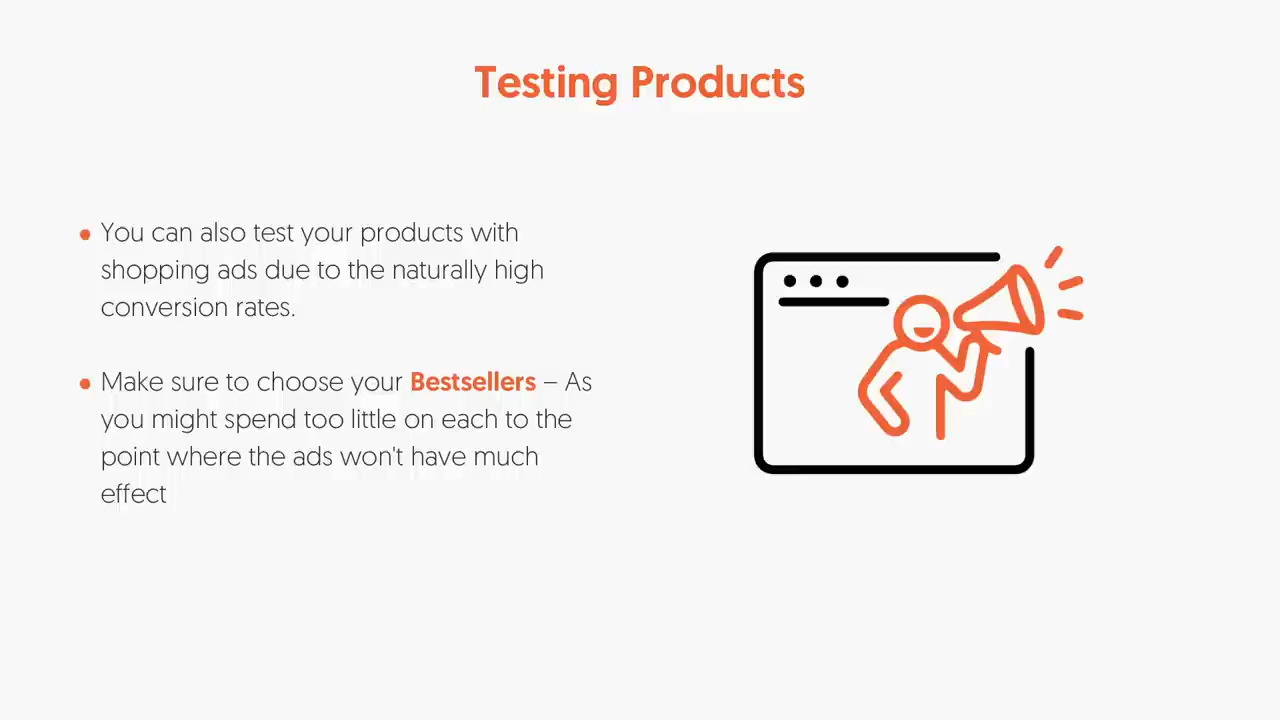 Testing Products
You can also test your products with
shopping ads due to the naturally high
conversion rates.
Make sure to choose your Bestsellers – As
you might spend too little on each to the
point where the ads won't have much
effect